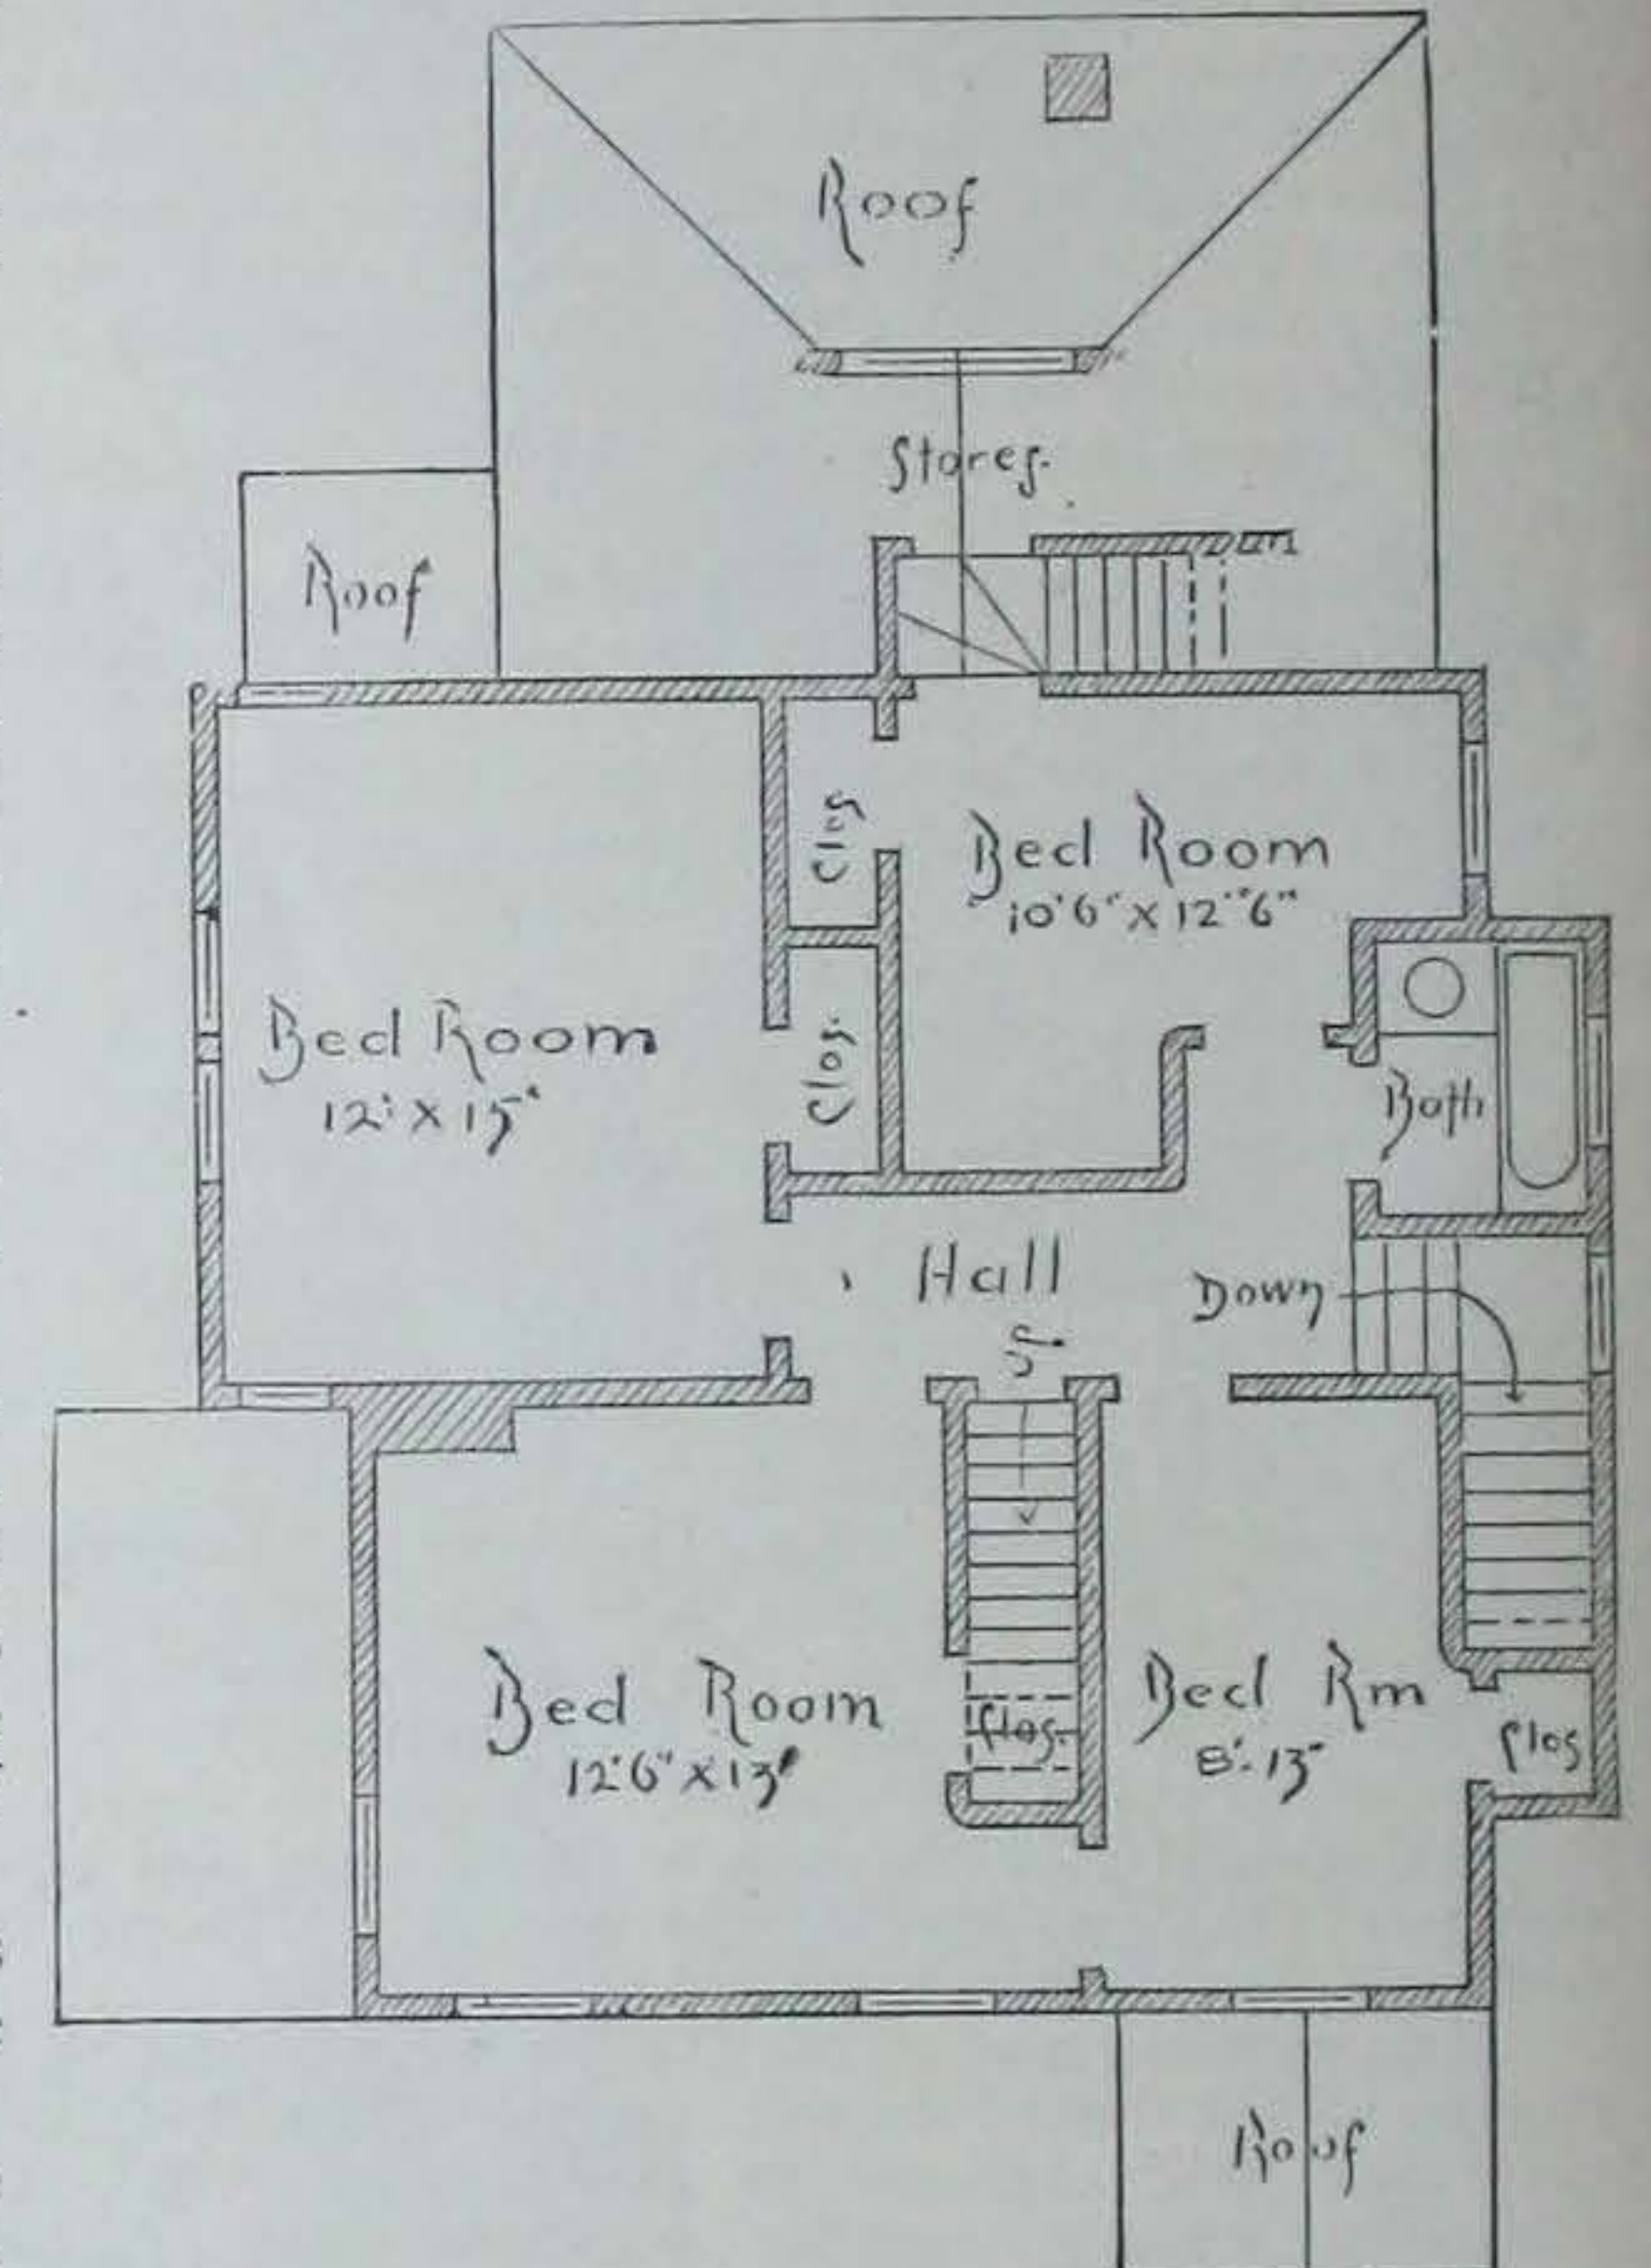 Roof
Stores.
Roof
Clos
Bed Room
10'6" x 12'6"
Bed Room
12' x 15'
Clos.
Bath
Hall
Up
Down
Bed Room
12'6" x 13'
Clos.
Bed Rm
8'-13"
Clos
Roof